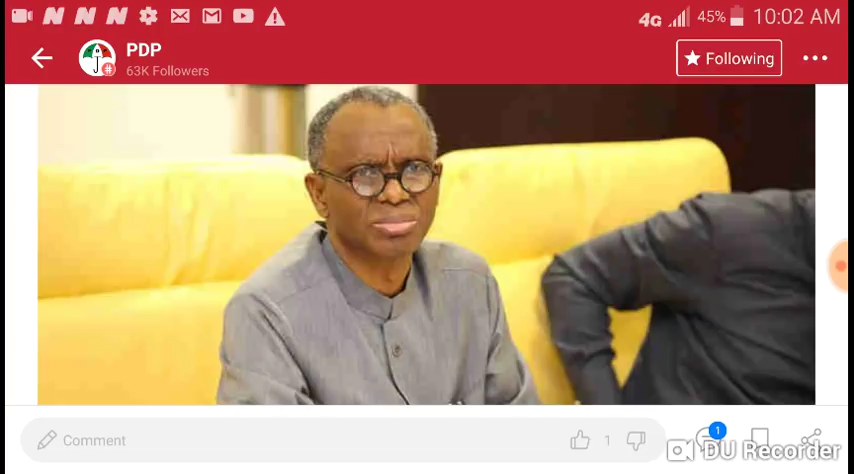 4G 45% 10:02 AM
PDP
63K Followers
Following
Comment
1
1
DU Recorder